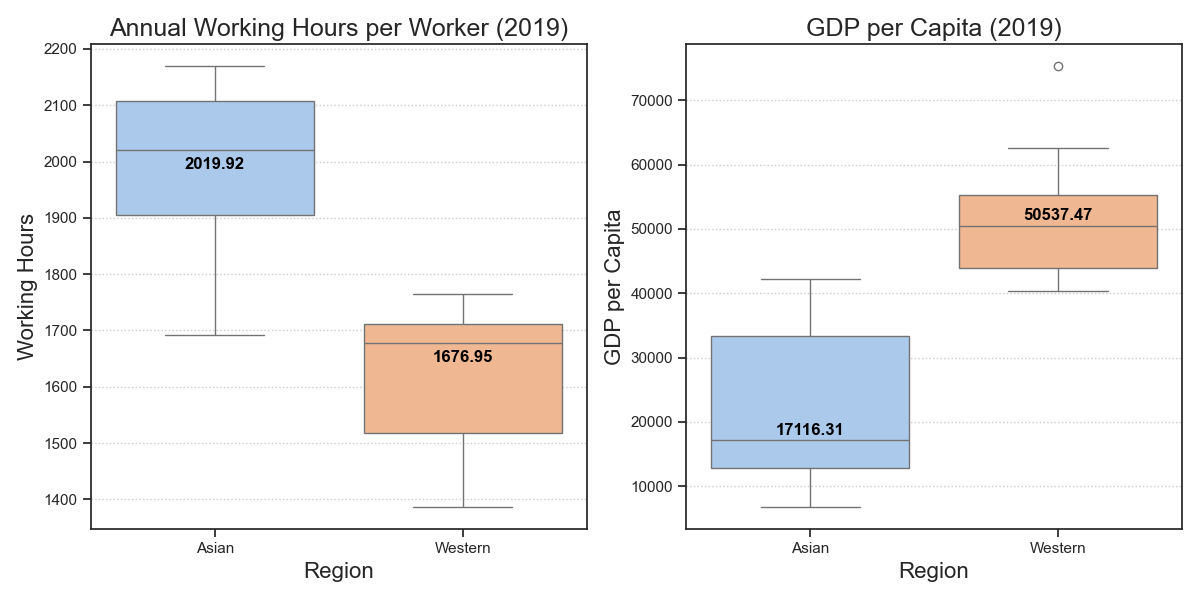 Annual Working Hours per Worker (2019)
Working Hours
2200
2100
2000
1900
1800
1700
1600
1500
1400
2019.92
1676.95
Asian
Western
Region
GDP per Capita (2019)
GDP per Capita
70000
60000
50000
40000
30000
20000
10000
50537.47
17116.31
Asian
Western
Region